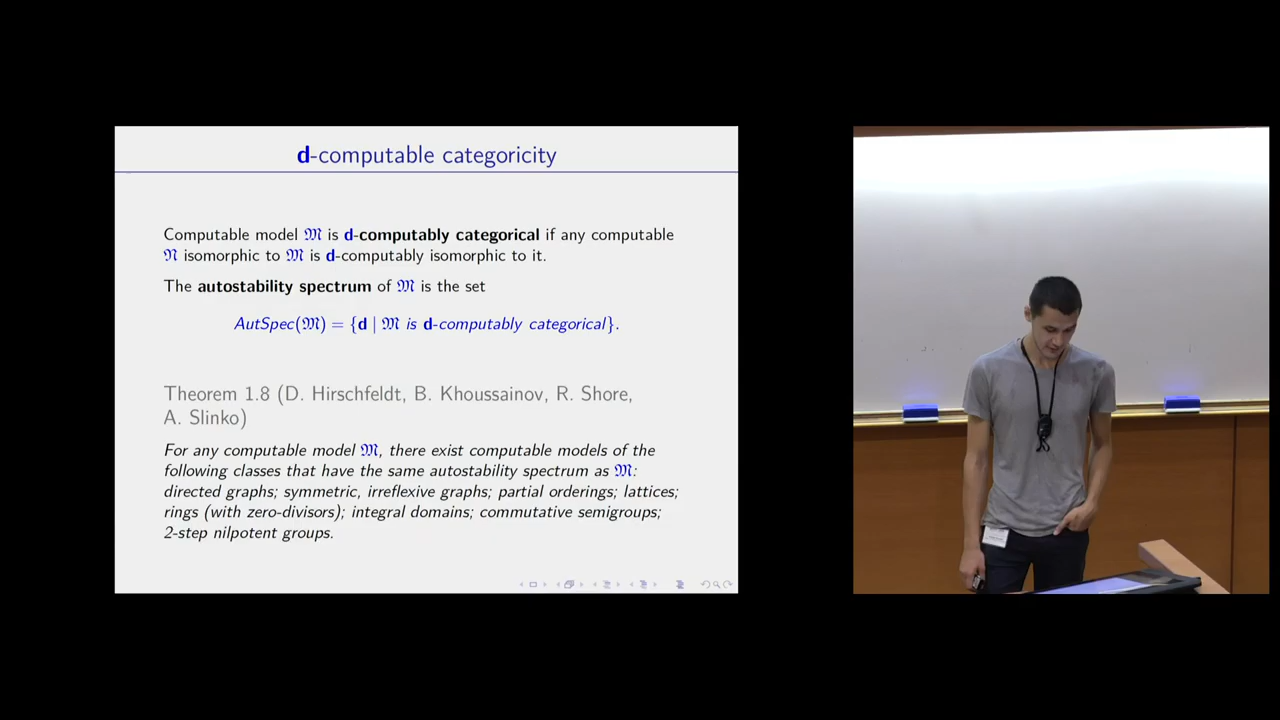 d-computable categoricity
Computable model 𝔐 is d-computably categorical if any computable
𝔑 isomorphic to 𝔐 is d-computably isomorphic to it.
The autostability spectrum of 𝔐 is the set
AutSpec(𝔐) = {d | 𝔐 is d-computably categorical}.
Theorem 1.8 (D. Hirschfeldt, B. Khoussainov, R. Shore,
A. Slinko)
For any computable model 𝔐, there exist computable models of the
following classes that have the same autostability spectrum as 𝔐:
directed graphs; symmetric, irreflexive graphs; partial orderings; lattices;
rings (with zero-divisors); integral domains; commutative semigroups;
2-step nilpotent groups.